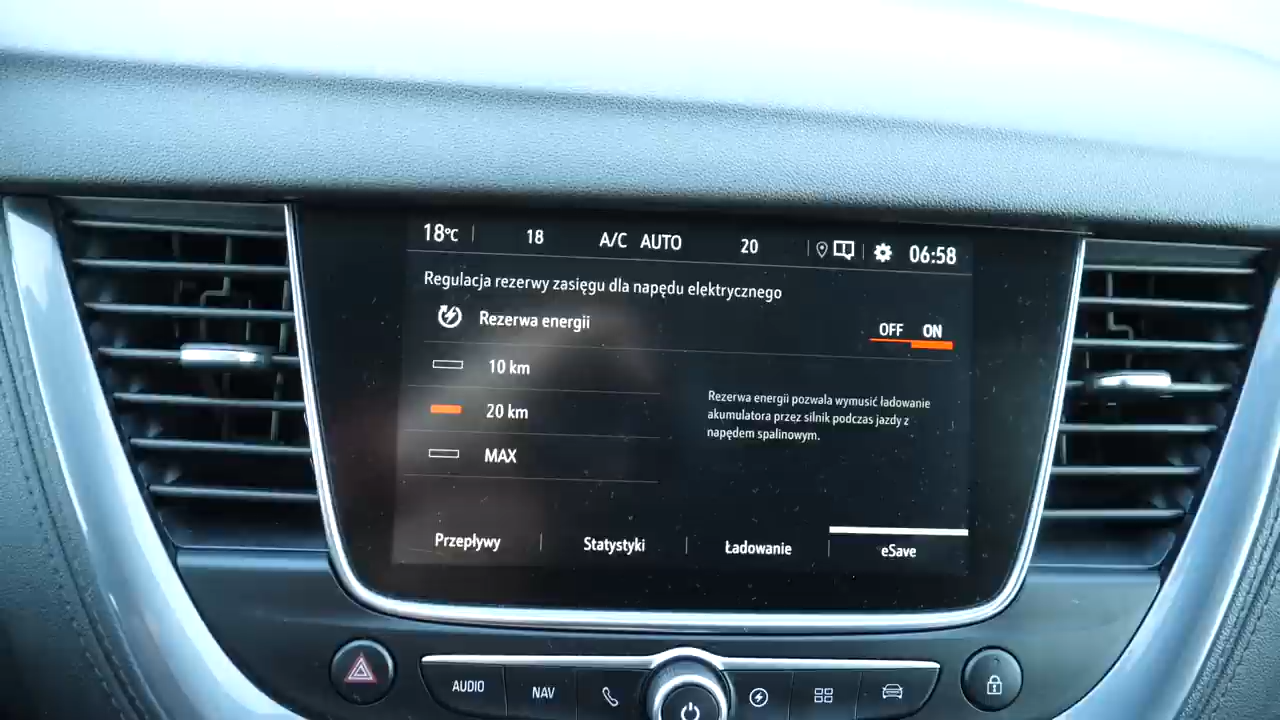 18°C 18 A/C AUTO 20 06:58
Regulacja rezerwy zasięgu dla napędu elektrycznego
Rezerwa energii OFF ON
10 km
20 km
MAX
Rezerwa energii pozwala wymusić ładowanie
akumulatora przez silnik podczas jazdy z
napędem spalinowym.
Przepływy Statystyki Ładowanie eSave
AUDIO NAV